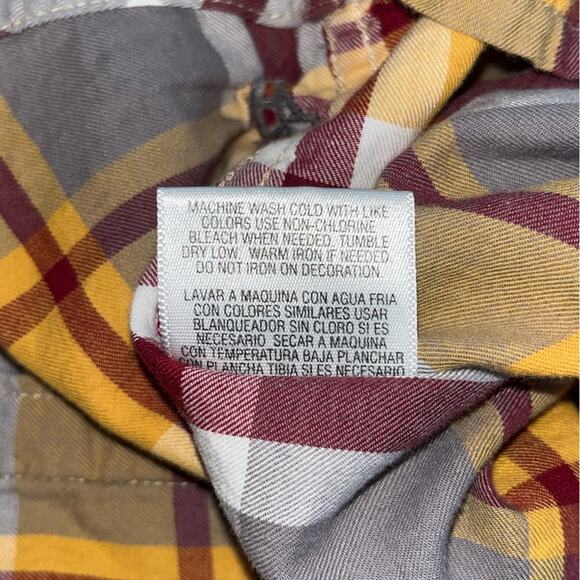 MACHINE WASH COLD WITH LIKE
COLORS USE NON-CHLORINE
BLEACH WHEN NEEDED. TUMBLE
DRY LOW. WARM IRON IF NEEDED.
DO NOT IRON ON DECORATION.
LAVAR A MAQUINA CON AGUA FRIA
CON COLORES SIMILARES USAR
BLANQUEADOR SIN CLORO SI ES
NECESARIO SECAR A MAQUINA
CON TEMPERATURA BAJA PLANCHAR
SIN PLANCHA TIBIA SI ES NECESARIO